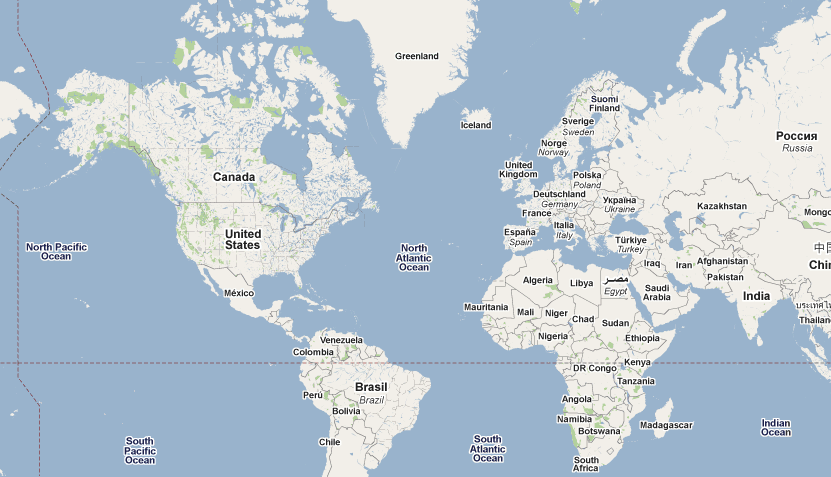 Greenland
Iceland
Suomi
Finland
Sverige
Sweden
Norge
Norway
Россия
Russia
United
Kingdom
Polska
Poland
Canada
Deutschland
Germany
Україна
Ukraine
Kazakhstan
France
Mongo
Italia
Italy
España
Spain
United
States
Türkiye
Turkey
North Pacific
Ocean
North
Atlantic
Ocean
中
Chin
Iraq
Iran
Afghanistan
Pakistan
Algeria
Libya
مصر
Egypt
Saudi
Arabia
México
India
Mauritania
Mali
Niger
Chad
Sudan
Thailan
Nigeria
Ethiopia
Venezuela
Colombia
Kenya
DR Congo
Tanzania
Perú
Brasil
Brazil
Bolivia
Angola
Namibia
Botswana
Madagascar
Indian
Ocean
Chile
South
Pacific
Ocean
South
Atlantic
Ocean
South
Africa